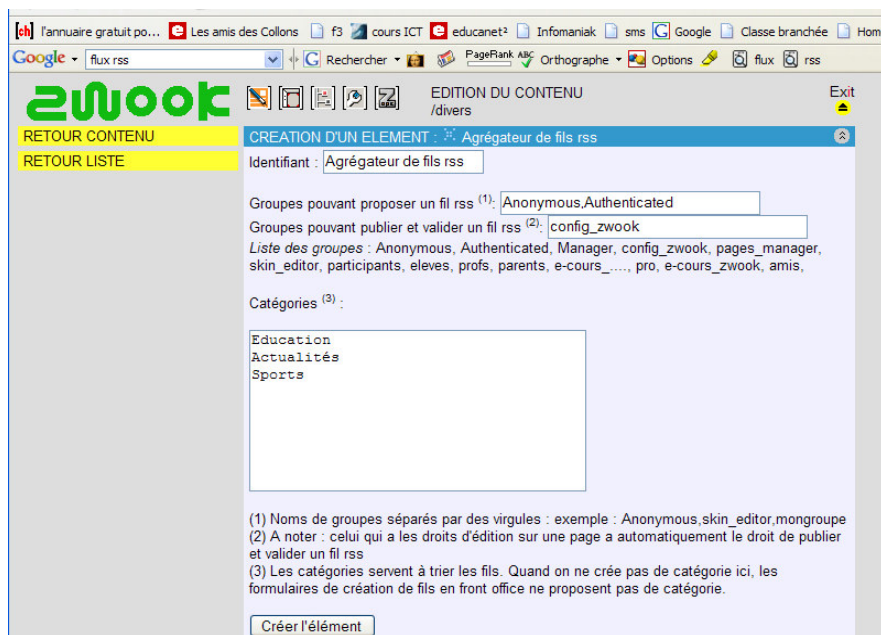 [ch] l'annuaire gratuit po... Les amis des Collons f3 cours ICT educanet² Infomaniak sms Google Classe branchée Hom
Google flux rss Rechercher PageRank ABC Orthographe Options flux rss
zwook
EDITION DU CONTENU
/divers
Exit
RETOUR CONTENU
RETOUR LISTE
CREATION D'UN ELEMENT : Agrégateur de fils rss
Identifiant : Agrégateur de fils rss
Groupes pouvant proposer un fil rss (1): Anonymous,Authenticated
Groupes pouvant publier et valider un fil rss (2): config_zwook
Liste des groupes : Anonymous, Authenticated, Manager, config_zwook, pages_manager,
skin_editor, participants, eleves, profs, parents, e-cours_...., pro, e-cours_zwook, amis,
Catégories (3) :
Education
Actualités
Sports
(1) Noms de groupes séparés par des virgules : exemple : Anonymous,skin_editor,mongroupe
(2) A noter : celui qui a les droits d'édition sur une page a automatiquement le droit de publier
et valider un fil rss
(3) Les catégories servent à trier les fils. Quand on ne crée pas de catégorie ici, les
formulaires de création de fils en front office ne proposent pas de catégorie.
Créer l'élément